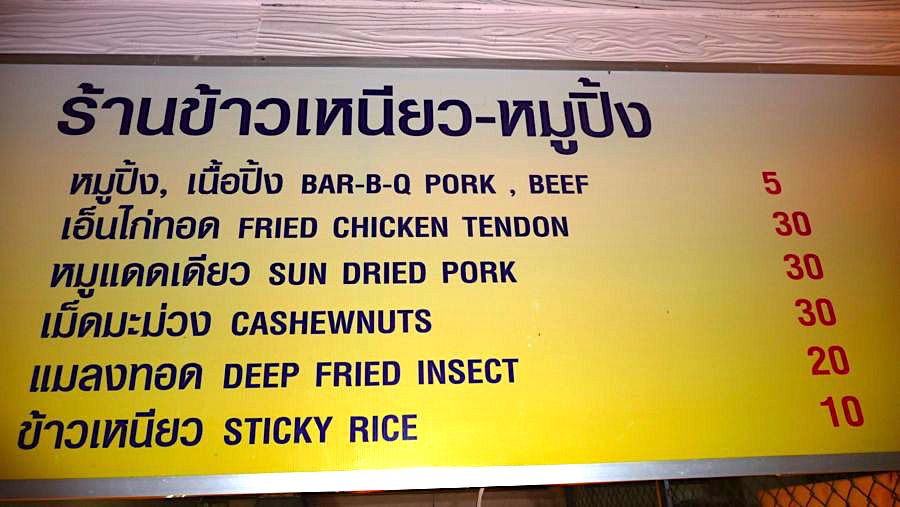 ร้านข้าวเหนียว-หมูปิ้ง
หมูปิ้ง, เนื้อปิ้ง BAR-B-Q PORK , BEEF 5
เอ็นไก่ทอด FRIED CHICKEN TENDON 30
หมูแดดเดียว SUN DRIED PORK 30
เม็ดมะม่วง CASHEWNUTS 30
แมลงทอด DEEP FRIED INSECT 20
ข้าวเหนียว STICKY RICE 10